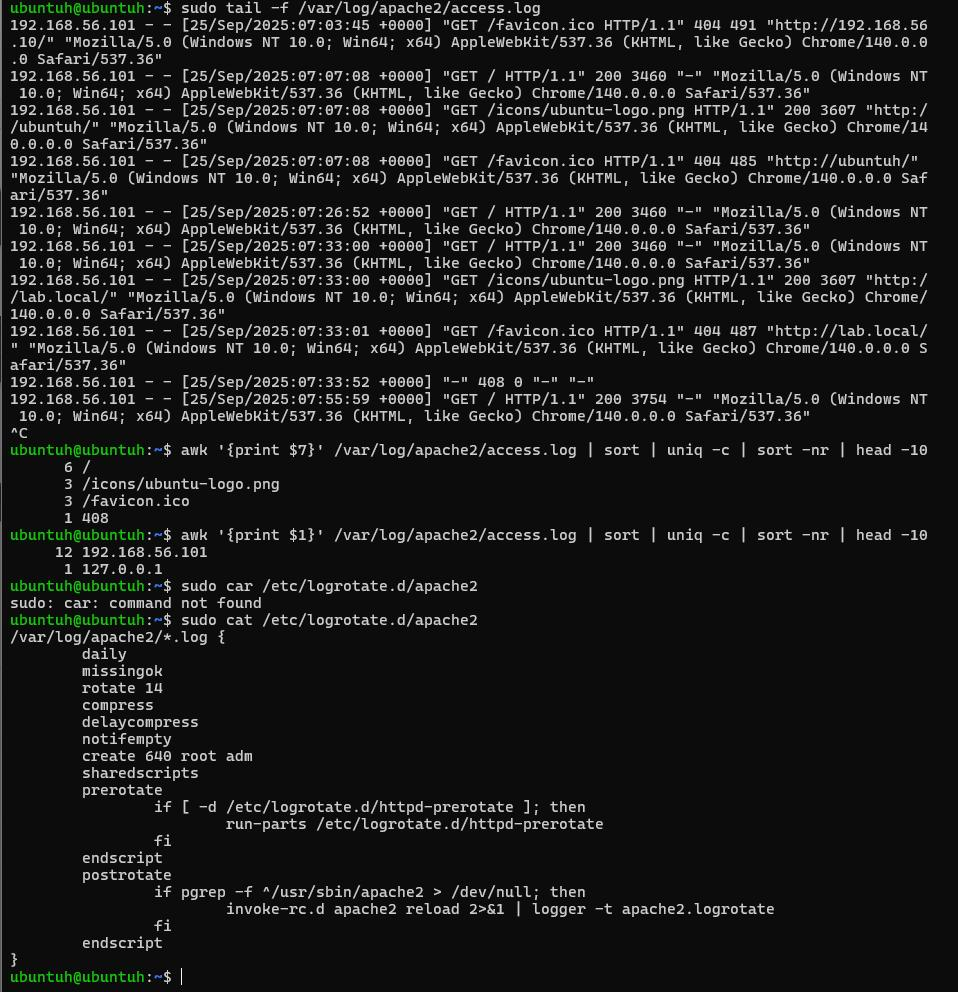 ubuntuh@ubuntuh:~$ sudo tail -f /var/log/apache2/access.log
192.168.56.101 - - [25/Sep/2025:07:03:45 +0000] "GET /favicon.ico HTTP/1.1" 404 491 "http://192.168.56
.10/" "Mozilla/5.0 (Windows NT 10.0; Win64; x64) AppleWebKit/537.36 (KHTML, like Gecko) Chrome/140.0.0
.0 Safari/537.36"
192.168.56.101 - - [25/Sep/2025:07:07:08 +0000] "GET / HTTP/1.1" 200 3460 "-" "Mozilla/5.0 (Windows NT
 10.0; Win64; x64) AppleWebKit/537.36 (KHTML, like Gecko) Chrome/140.0.0.0 Safari/537.36"
192.168.56.101 - - [25/Sep/2025:07:07:08 +0000] "GET /icons/ubuntu-logo.png HTTP/1.1" 200 3607 "http:/
/ubuntuh/" "Mozilla/5.0 (Windows NT 10.0; Win64; x64) AppleWebKit/537.36 (KHTML, like Gecko) Chrome/14
0.0.0.0 Safari/537.36"
192.168.56.101 - - [25/Sep/2025:07:07:08 +0000] "GET /favicon.ico HTTP/1.1" 404 485 "http://ubuntuh/"
"Mozilla/5.0 (Windows NT 10.0; Win64; x64) AppleWebKit/537.36 (KHTML, like Gecko) Chrome/140.0.0.0 Saf
ari/537.36"
192.168.56.101 - - [25/Sep/2025:07:26:52 +0000] "GET / HTTP/1.1" 200 3460 "-" "Mozilla/5.0 (Windows NT
 10.0; Win64; x64) AppleWebKit/537.36 (KHTML, like Gecko) Chrome/140.0.0.0 Safari/537.36"
192.168.56.101 - - [25/Sep/2025:07:33:00 +0000] "GET / HTTP/1.1" 200 3460 "-" "Mozilla/5.0 (Windows NT
 10.0; Win64; x64) AppleWebKit/537.36 (KHTML, like Gecko) Chrome/140.0.0.0 Safari/537.36"
192.168.56.101 - - [25/Sep/2025:07:33:00 +0000] "GET /icons/ubuntu-logo.png HTTP/1.1" 200 3607 "http:/
/lab.local/" "Mozilla/5.0 (Windows NT 10.0; Win64; x64) AppleWebKit/537.36 (KHTML, like Gecko) Chrome/
140.0.0.0 Safari/537.36"
192.168.56.101 - - [25/Sep/2025:07:33:01 +0000] "GET /favicon.ico HTTP/1.1" 404 487 "http://lab.local/
" "Mozilla/5.0 (Windows NT 10.0; Win64; x64) AppleWebKit/537.36 (KHTML, like Gecko) Chrome/140.0.0.0 S
afari/537.36"
192.168.56.101 - - [25/Sep/2025:07:33:52 +0000] "-" 408 0 "-" "-"
192.168.56.101 - - [25/Sep/2025:07:55:59 +0000] "GET / HTTP/1.1" 200 3754 "-" "Mozilla/5.0 (Windows NT
 10.0; Win64; x64) AppleWebKit/537.36 (KHTML, like Gecko) Chrome/140.0.0.0 Safari/537.36"
^C
ubuntuh@ubuntuh:~$ awk '{print $7}' /var/log/apache2/access.log | sort | uniq -c | sort -nr | head -10
      6 /
      3 /icons/ubuntu-logo.png
      3 /favicon.ico
      1 408
ubuntuh@ubuntuh:~$ awk '{print $1}' /var/log/apache2/access.log | sort | uniq -c | sort -nr | head -10
     12 192.168.56.101
      1 127.0.0.1
ubuntuh@ubuntuh:~$ sudo car /etc/logrotate.d/apache2
sudo: car: command not found
ubuntuh@ubuntuh:~$ sudo cat /etc/logrotate.d/apache2
/var/log/apache2/*.log {
        daily
        missingok
        rotate 14
        compress
        delaycompress
        notifempty
        create 640 root adm
        sharedscripts
        prerotate
                if [ -d /etc/logrotate.d/httpd-prerotate ]; then
                        run-parts /etc/logrotate.d/httpd-prerotate
                fi
        endscript
        postrotate
                if pgrep -f ^/usr/sbin/apache2 > /dev/null; then
                        invoke-rc.d apache2 reload 2>&1 | logger -t apache2.logrotate
                fi
        endscript
}
ubuntuh@ubuntuh:~$